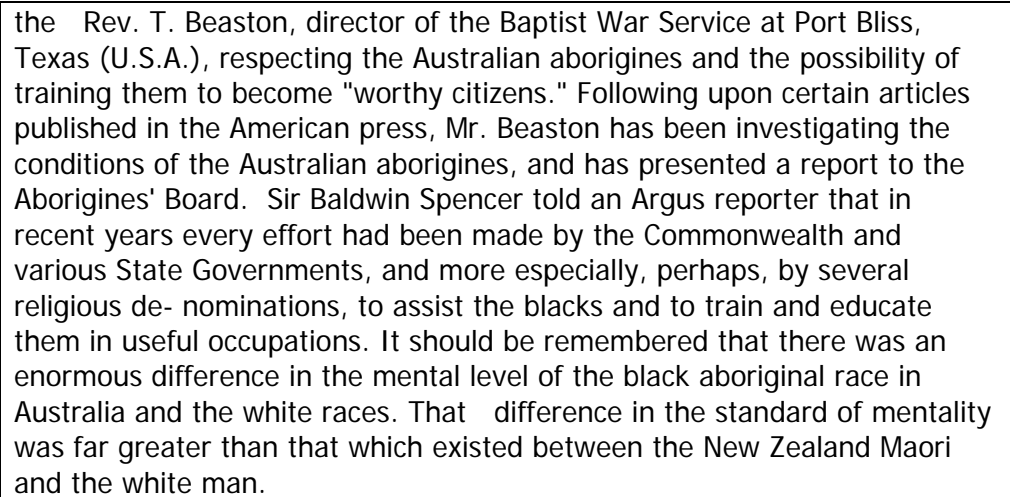 the   Rev. T. Beaston, director of the Baptist War Service at Port Bliss,
Texas (U.S.A.), respecting the Australian aborigines and the possibility of
training them to become "worthy citizens." Following upon certain articles
published in the American press, Mr. Beaston has been investigating the
conditions of the Australian aborigines, and has presented a report to the
Aborigines' Board.  Sir Baldwin Spencer told an Argus reporter that in
recent years every effort had been made by the Commonwealth and
various State Governments, and more especially, perhaps, by several
religious de- nominations, to assist the blacks and to train and educate
them in useful occupations. It should be remembered that there was an
enormous difference in the mental level of the black aboriginal race in
Australia and the white races. That   difference in the standard of mentality
was far greater than that which existed between the New Zealand Maori
and the white man.